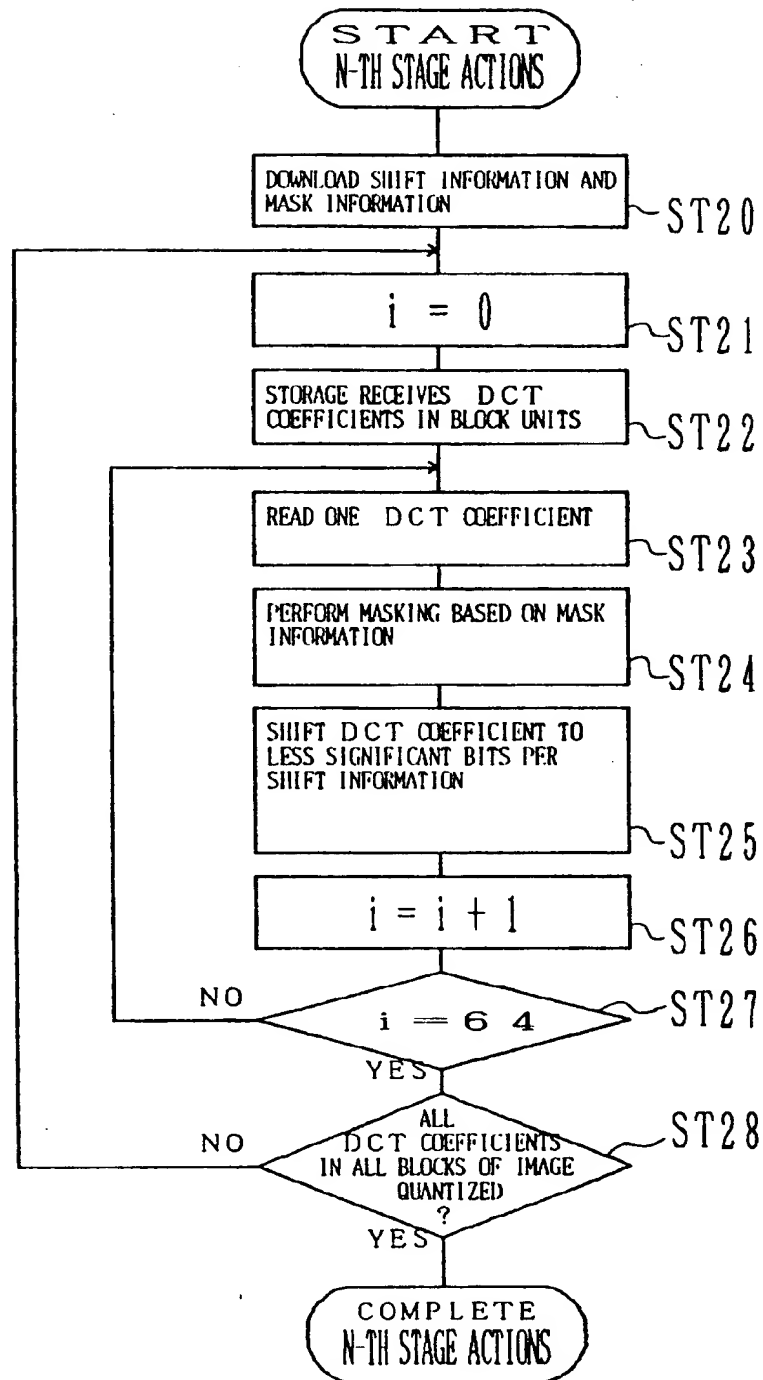 START
N-TH STAGE ACTIONS
DOWNLOAD SHIFT INFORMATION AND
MASK INFORMATION
ST20
i = 0
ST21
STORAGE RECEIVES DCT
COEFFICIENTS IN BLOCK UNITS
ST22
READ ONE DCT COEFFICIENT
ST23
PERFORM MASKING BASED ON MASK
INFORMATION
ST24
SHIFT DCT COEFFICIENT TO
LESS SIGNIFICANT BITS PER
SHIFT INFORMATION
ST25
i = i + 1
ST26
NO
i == 64
ST27
YES
NO
ALL
DCT COEFFICIENTS
IN ALL BLOCKS OF IMAGE
QUANTIZED
?
ST28
YES
COMPLETE
N-TH STAGE ACTIONS